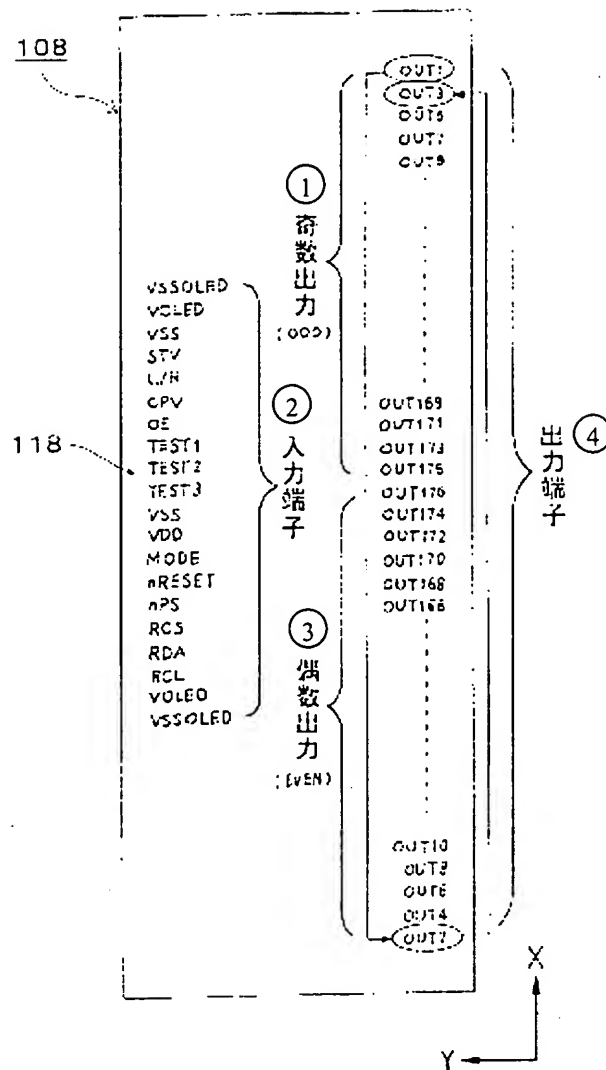 108
OUT1
OUT3
OUT5
OUT7
OUT9
①
奇数出力
(ODD)
VSSOLED
VOLED
VSS
STV
L/R
CPV
OE
TEST1
118
TEST2
TEST3
VSS
VDD
MODE
nRESET
nPS
RCS
RDA
RCL
VOLED
VSSOLED
②
入力端子
OUT169
OUT171
OUT173
OUT175
OUT176
OUT174
OUT172
OUT170
OUT168
OUT166
④
出力端子
③
偶数出力
(EVEN)
OUT10
OUT8
OUT6
OUT4
OUT2
X
Y